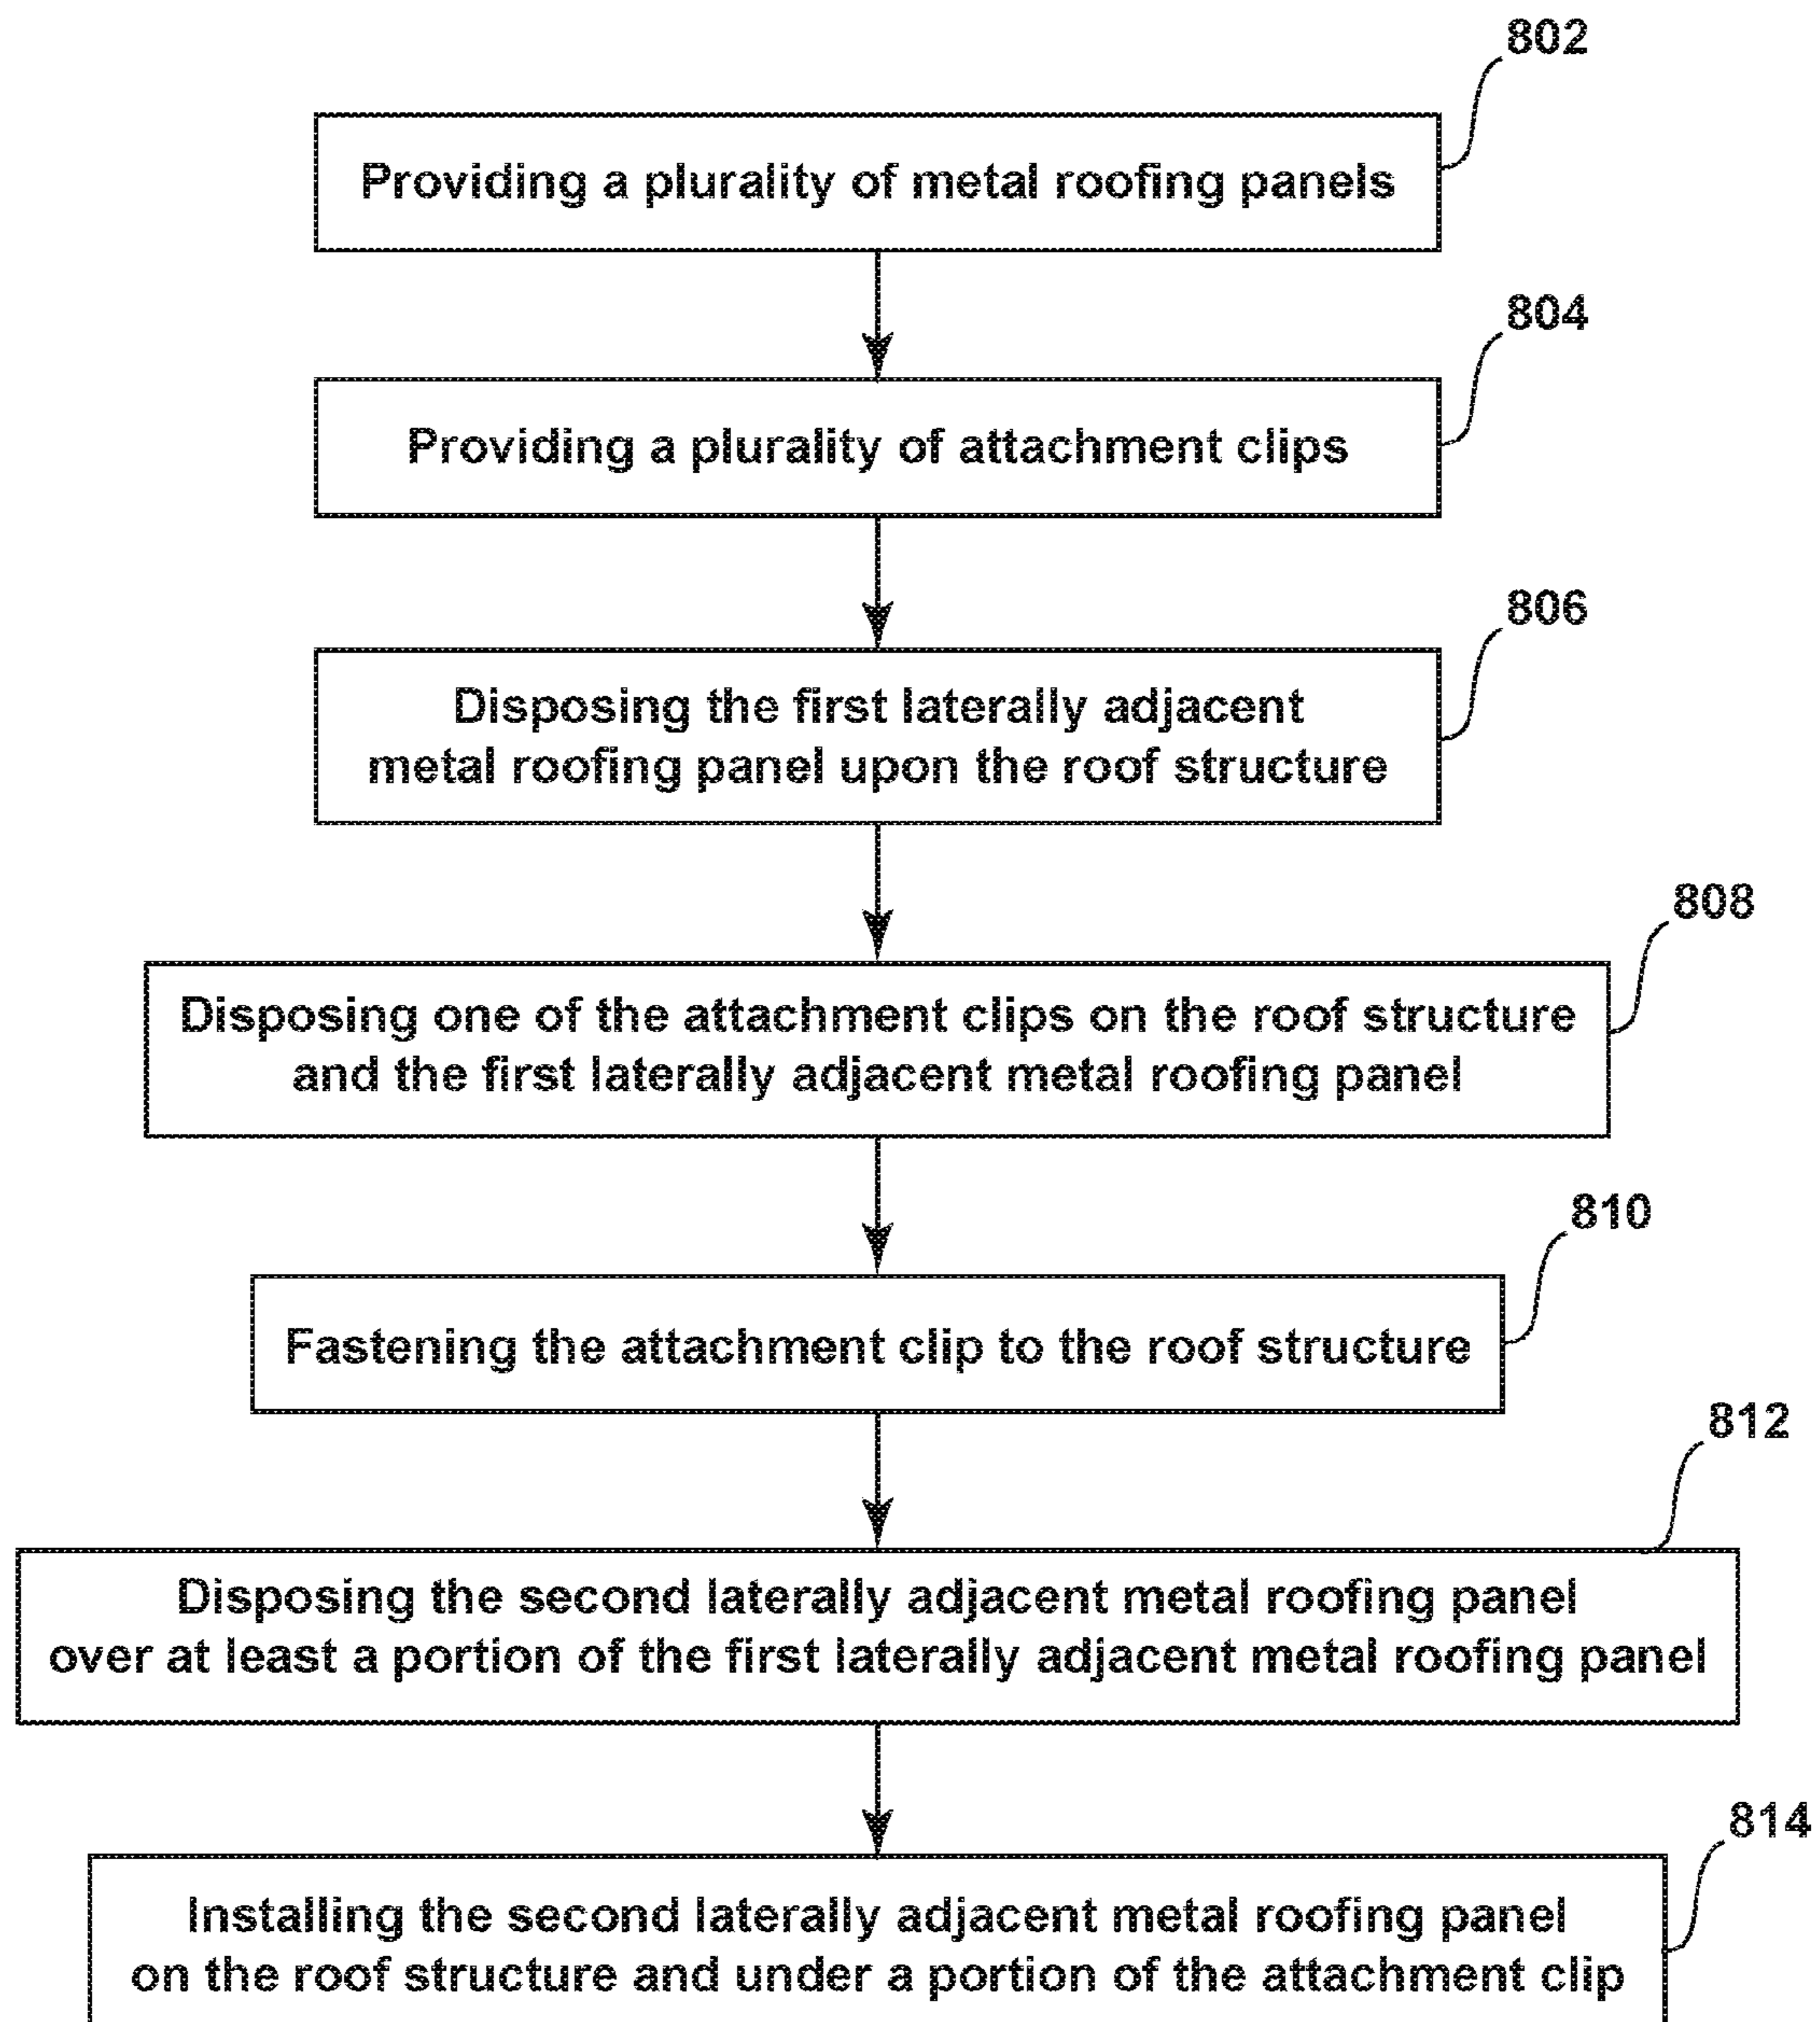 802
Providing a plurality of metal roofing panels
804
Providing a plurality of attachment clips
806
Disposing the first laterally adjacent
metal roofing panel upon the roof structure
808
Disposing one of the attachment clips on the roof structure
and the first laterally adjacent metal roofing panel
810
Fastening the attachment clip to the roof structure
812
Disposing the second laterally adjacent metal roofing panel
over at least a portion of the first laterally adjacent metal roofing panel
814
Installing the second laterally adjacent metal roofing panel
on the roof structure and under a portion of the attachment clip